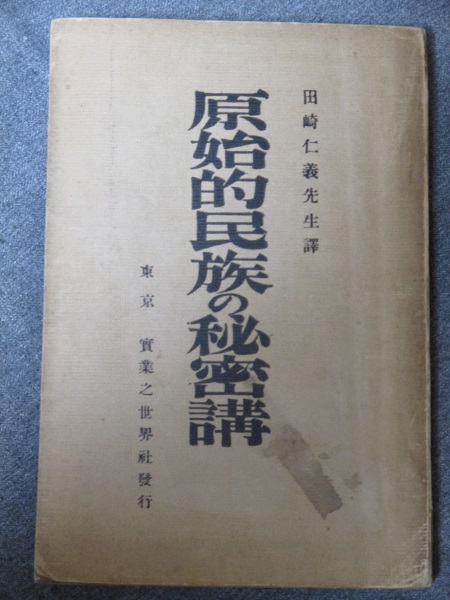 田崎仁義先生譯
原始的民族の秘密講
東京 實業之世界社發行